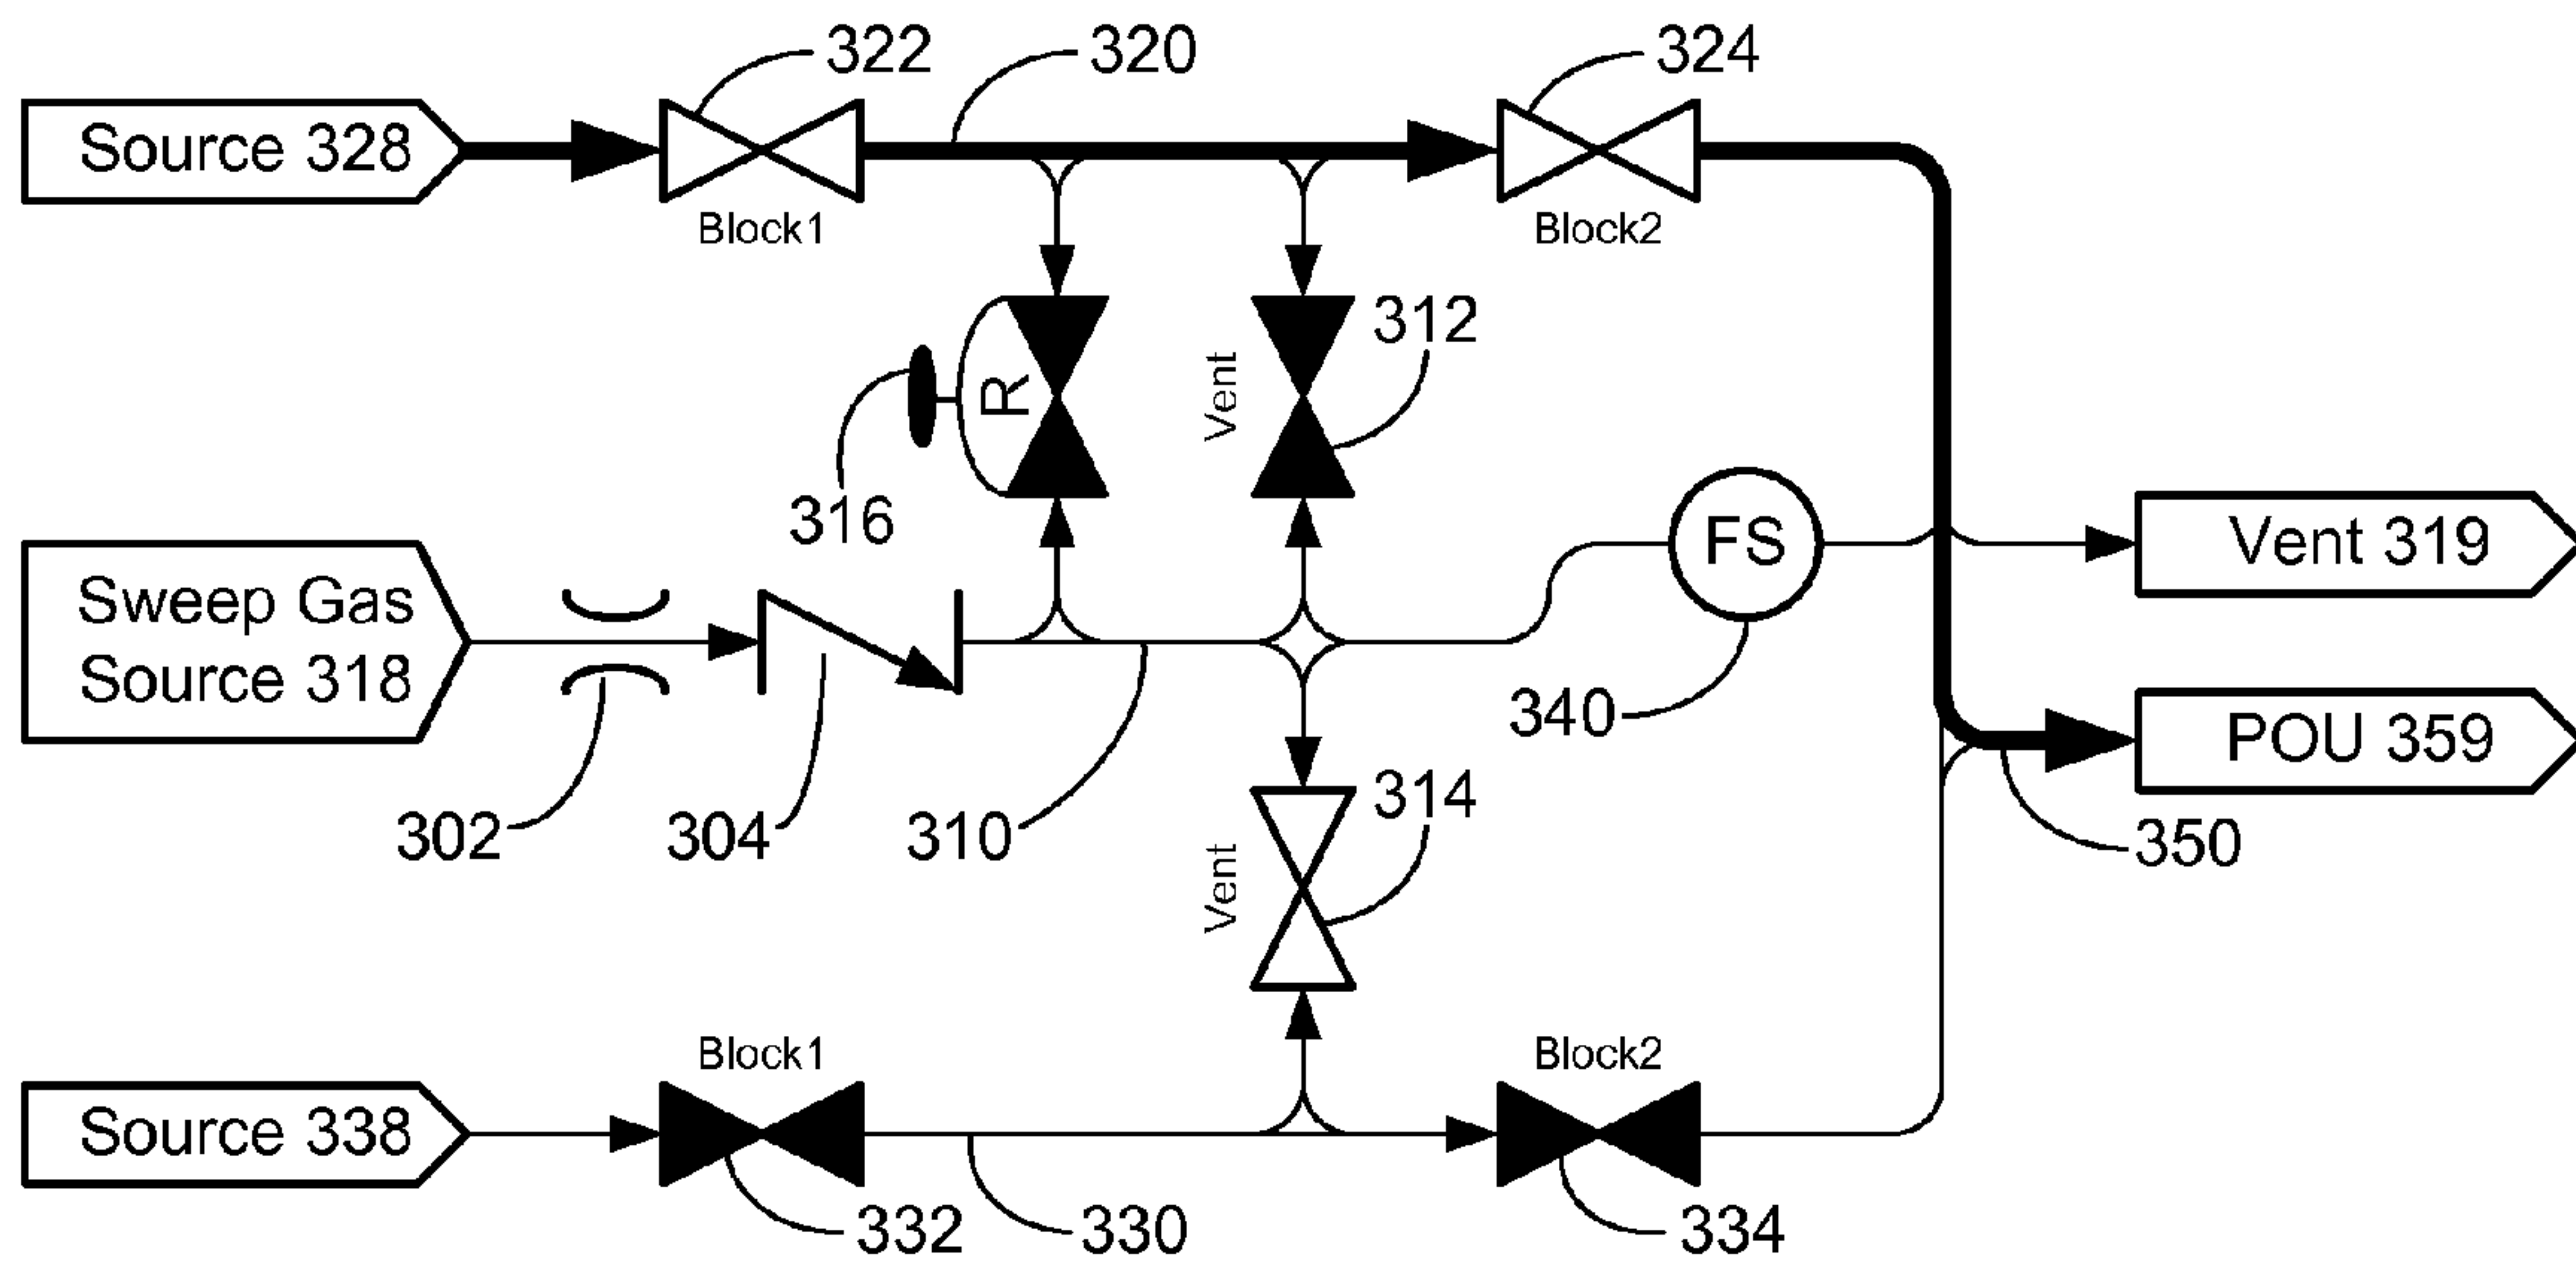 322
320
324
Source 328
Block1
Block2
R
Vent
312
316
FS
Vent 319
Sweep Gas
Source 318
340
POU 359
302
304
310
314
350
Vent
Block1
Block2
Source 338
332
330
334